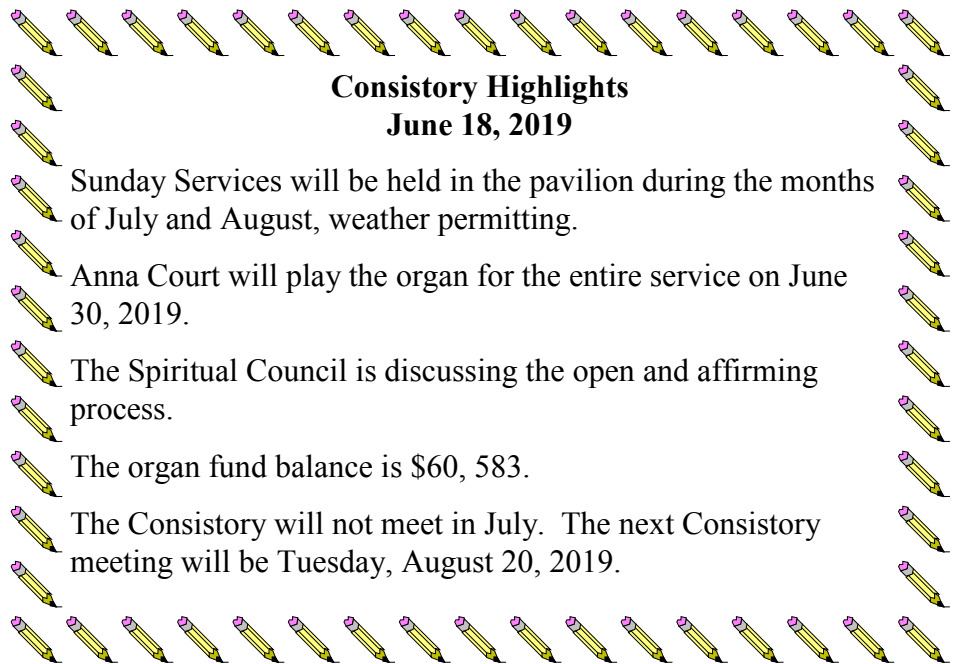 Consistory Highlights
June 18, 2019
Sunday Services will be held in the pavilion during the months
of July and August, weather permitting.
Anna Court will play the organ for the entire service on June
30, 2019.
The Spiritual Council is discussing the open and affirming
process.
The organ fund balance is $60, 583.
The Consistory will not meet in July.  The next Consistory
meeting will be Tuesday, August 20, 2019.